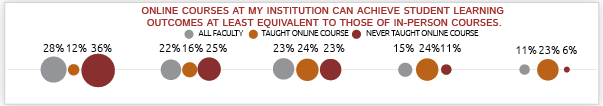 ONLINE COURSES AT MY INSTITUTION CAN ACHIEVE STUDENT LEARNING
OUTCOMES AT LEAST EQUIVALENT TO THOSE OF IN-PERSON COURSES.
ALL FACULTY TAUGHT ONLINE COURSE NEVER TAUGHT ONLINE COURSE
28% 12% 36% 22% 16% 25% 23% 24% 23% 15% 24% 11% 11% 23% 6%